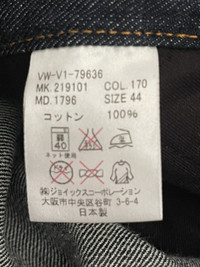 VW-V1-79636
MK. 219101 COL. 170
MD. 1796 SIZE 44
コットン 100%
40
ネット使用
㈱ジョイックスコーポレーション
大阪市中央区谷町 3-6-4
日本製